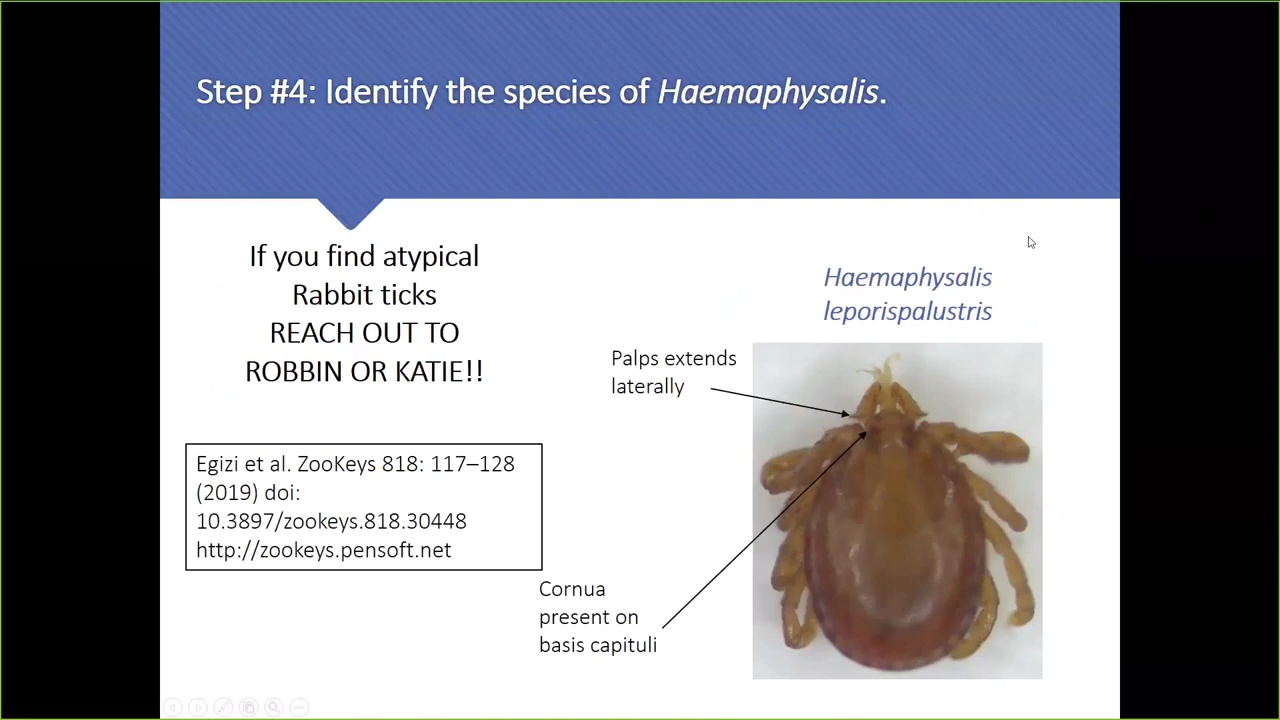 Step #4: Identify the species of Haemaphysalis.
If you find atypical
Rabbit ticks
REACH OUT TO
ROBBIN OR KATIE!!
Haemaphysalis
leporispalustris
Palps extends
laterally
Egizi et al. ZooKeys 818: 117–128
(2019) doi:
10.3897/zookeys.818.30448
http://zookeys.pensoft.net
Cornua
present on
basis capituli